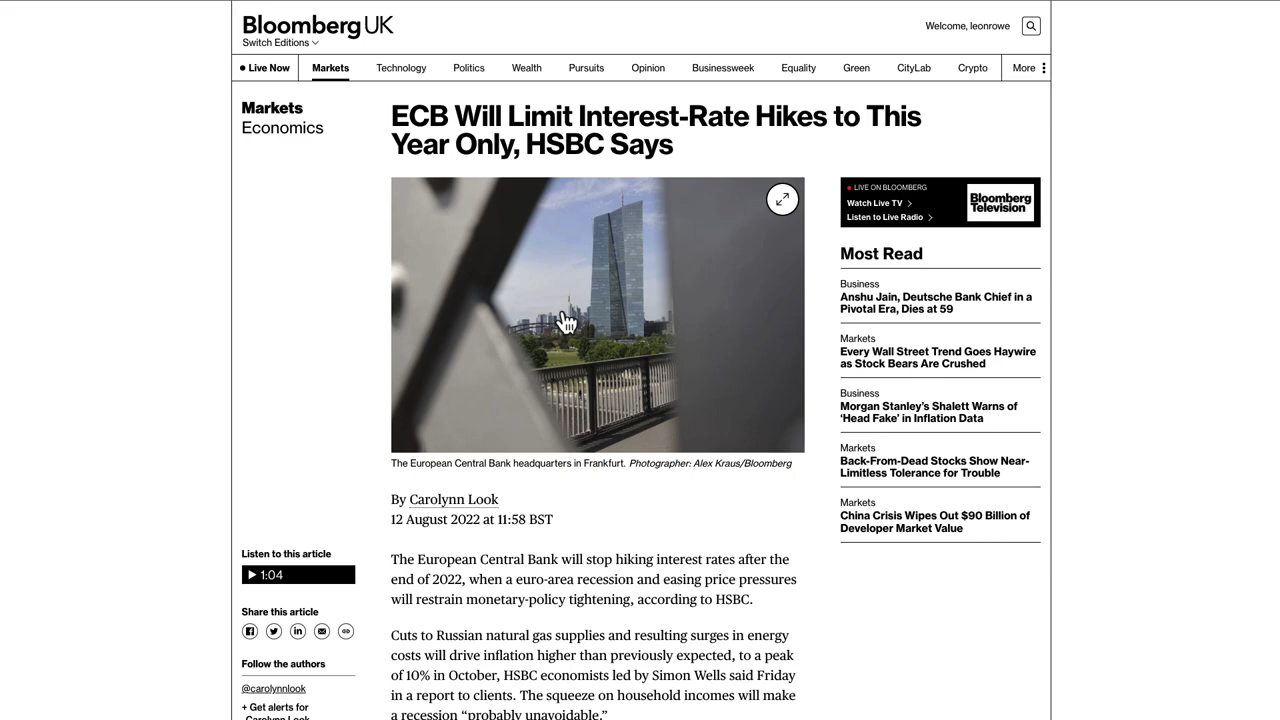 Bloomberg UK
Switch Editions
Welcome, leonrowe
Live Now
Markets
Technology
Politics
Wealth
Pursuits
Opinion
Businessweek
Equality
Green
CityLab
Crypto
More
Markets
Economics
ECB Will Limit Interest-Rate Hikes to This
Year Only, HSBC Says
The European Central Bank headquarters in Frankfurt. Photographer: Alex Kraus/Bloomberg
By Carolynn Look
12 August 2022 at 11:58 BST
Listen to this article
1:04
Share this article
Follow the authors
@carolynnlook
+ Get alerts for
Carolynn Look
The European Central Bank will stop hiking interest rates after the
end of 2022, when a euro-area recession and easing price pressures
will restrain monetary-policy tightening, according to HSBC.
Cuts to Russian natural gas supplies and resulting surges in energy
costs will drive inflation higher than previously expected, to a peak
of 10% in October, HSBC economists led by Simon Wells said Friday
in a report to clients. The squeeze on household incomes will make
a recession “probably unavoidable.”
LIVE ON BLOOMBERG
Watch Live TV
Listen to Live Radio
Bloomberg
Television
Most Read
Business
Anshu Jain, Deutsche Bank Chief in a
Pivotal Era, Dies at 59
Markets
Every Wall Street Trend Goes Haywire
as Stock Bears Are Crushed
Business
Morgan Stanley’s Shalett Warns of
‘Head Fake’ in Inflation Data
Markets
Back-From-Dead Stocks Show Near-
Limitless Tolerance for Trouble
Markets
China Crisis Wipes Out $90 Billion of
Developer Market Value